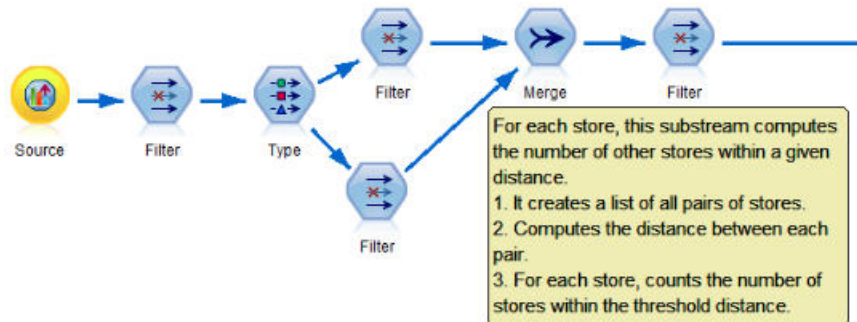 Filter
Merge
Filter
Source
Filter
Type
Filter
For each store, this substream computes
the number of other stores within a given
distance.
1. It creates a list of all pairs of stores.
2. Computes the distance between each
pair.
3. For each store, counts the number of
stores within the threshold distance.